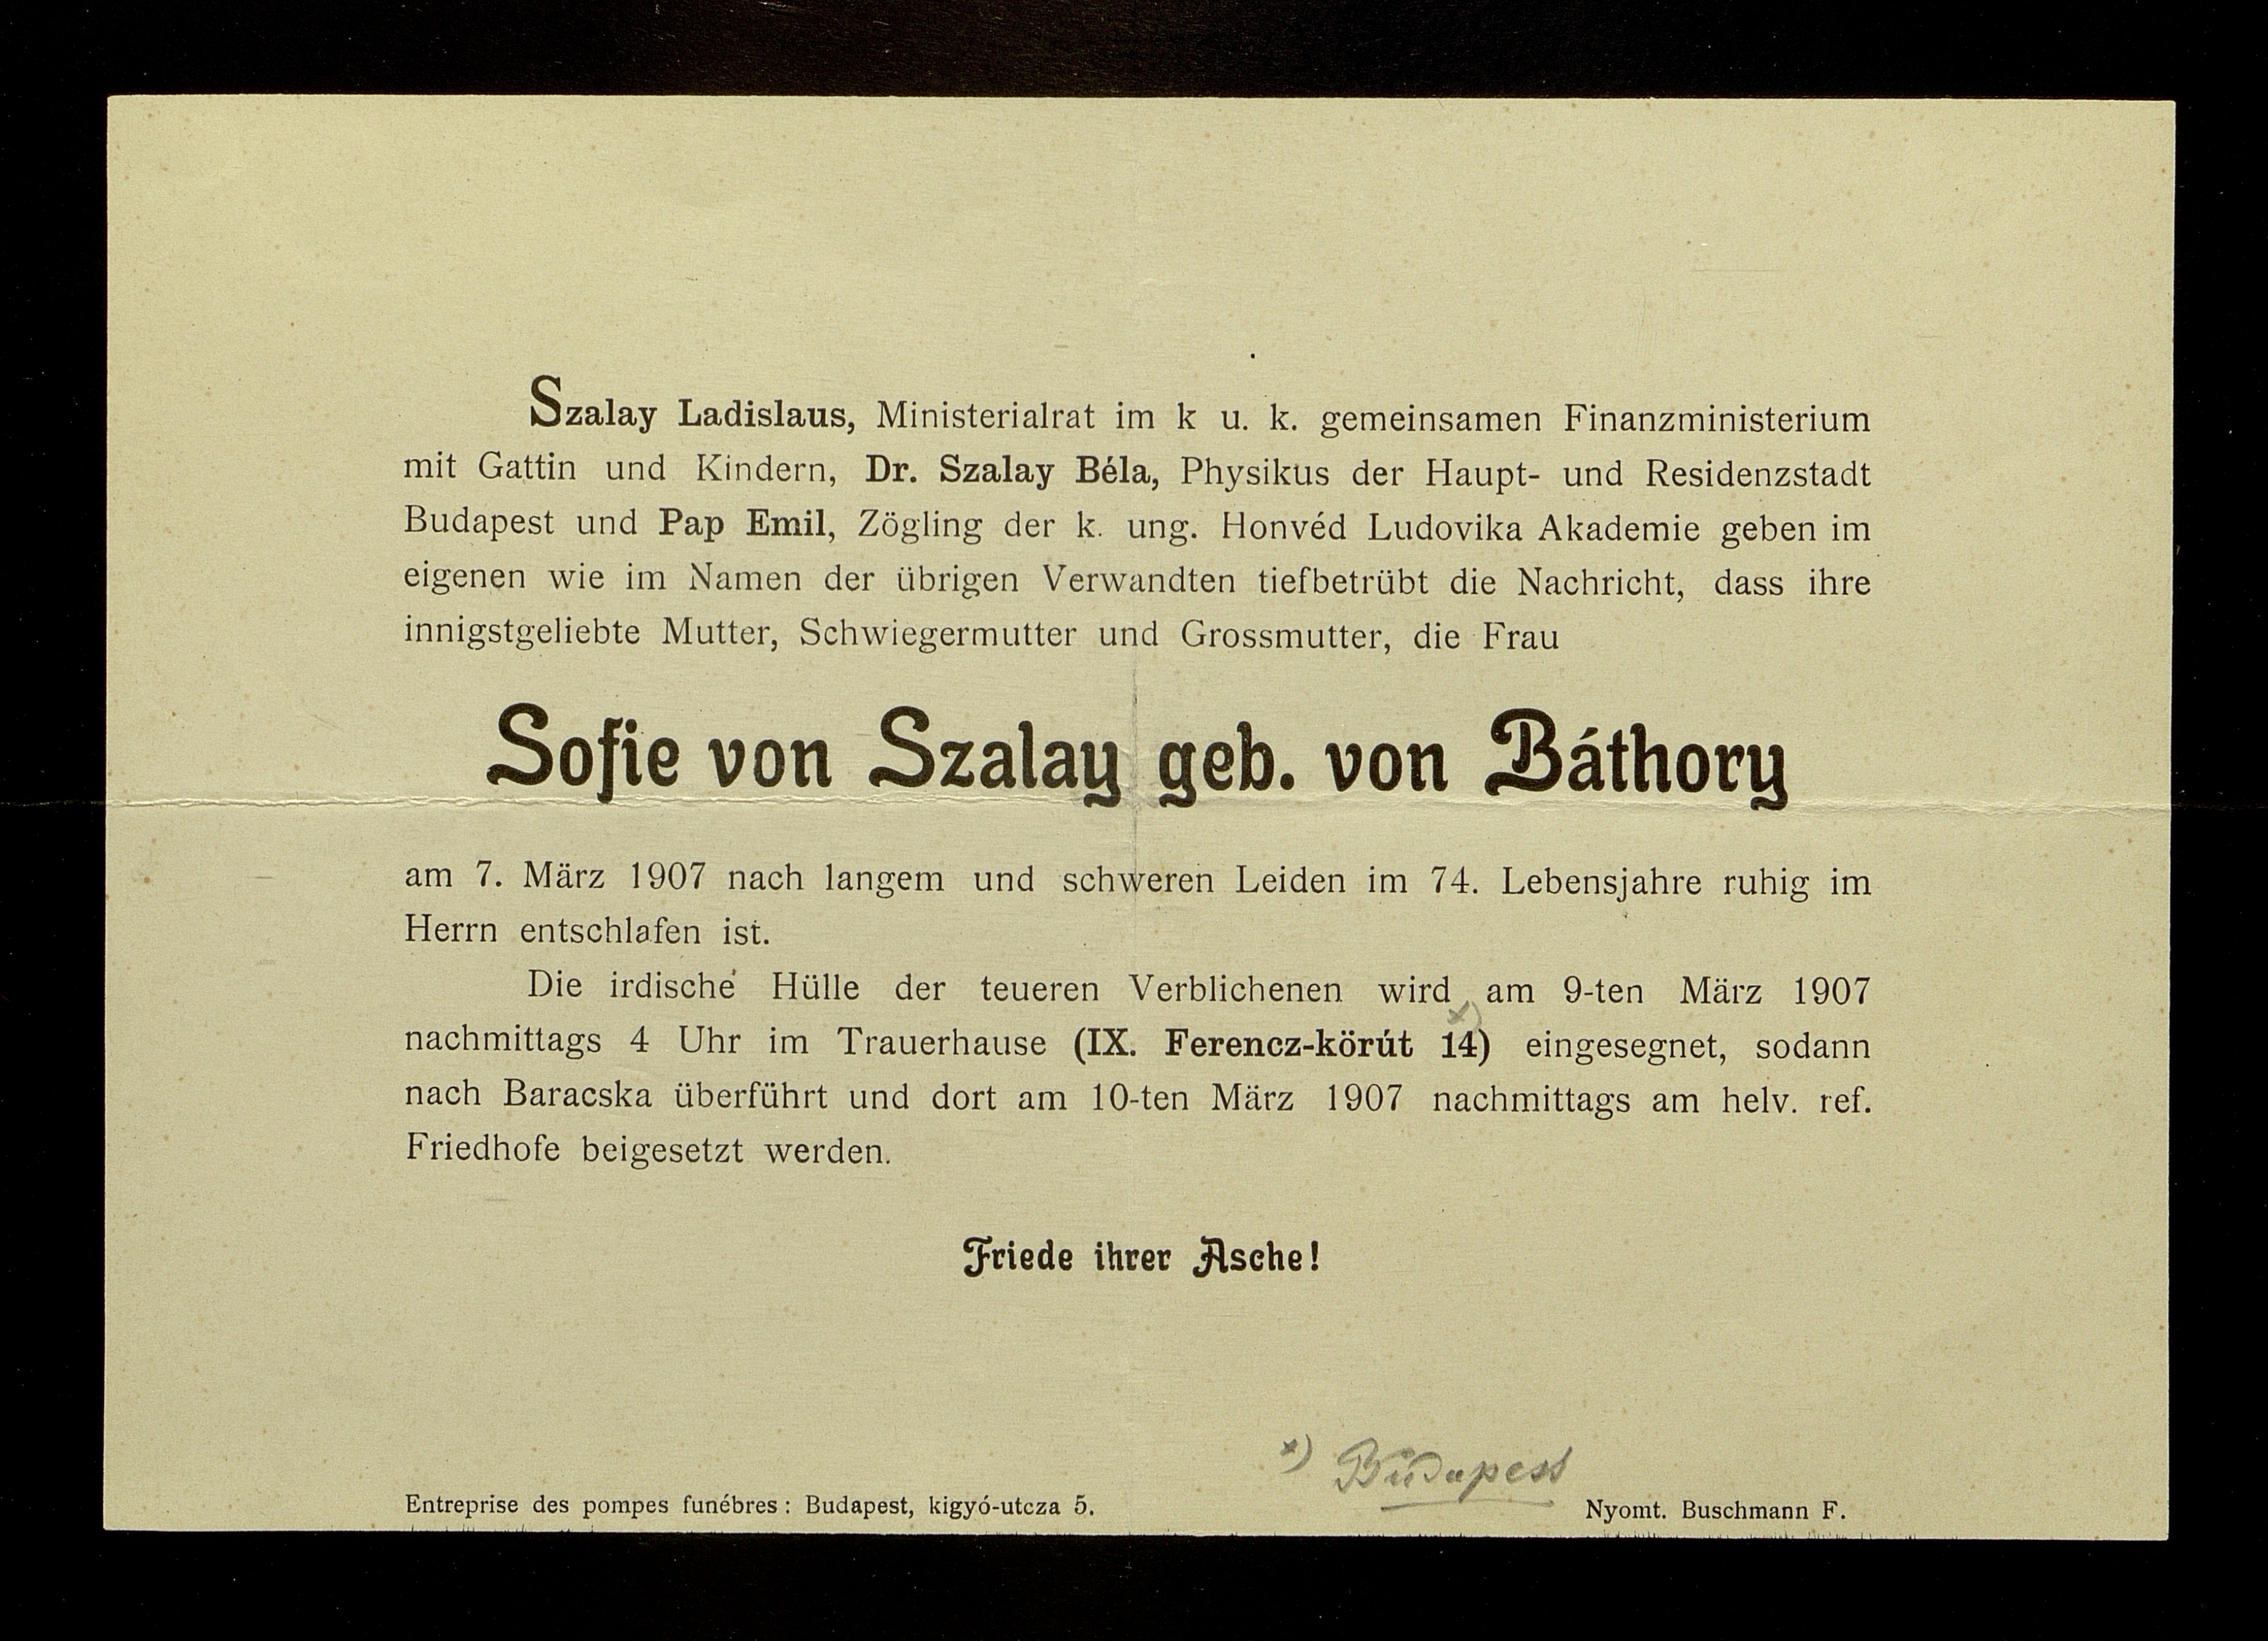 Szalay Ladislaus, Ministerialrat im k u. k. gemeinsamen Finanzministerium
mit Gattin und Kindern, Dr. Szalay Béla, Physikus der Haupt- und Residenzstadt
Budapest und Pap Emil, Zögling der k. ung. Honvéd Ludovika Akademie geben im
eigenen wie im Namen der übrigen Verwandten tiefbetrübt die Nachricht, dass ihre
innigstgeliebte Mutter, Schwiegermutter und Grossmutter, die Frau
Sofie von Szalay geb. von Báthory
am 7. März 1907 nach langem und schweren Leiden im 74. Lebensjahre ruhig im
Herrn entschlafen ist.
Die irdische Hülle der teueren Verblichenen wird am 9-ten März 1907
nachmittags 4 Uhr im Trauerhause (IX. Ferencz-körút 14) x) eingesegnet, sodann
nach Baracska überführt und dort am 10-ten März 1907 nachmittags am helv. ref.
Friedhofe beigesetzt werden.
Friede ihrer Asche!
x) Budapest
Entreprise des pompes funébres: Budapest, kigyó-utcza 5.
Nyomt. Buschmann F.